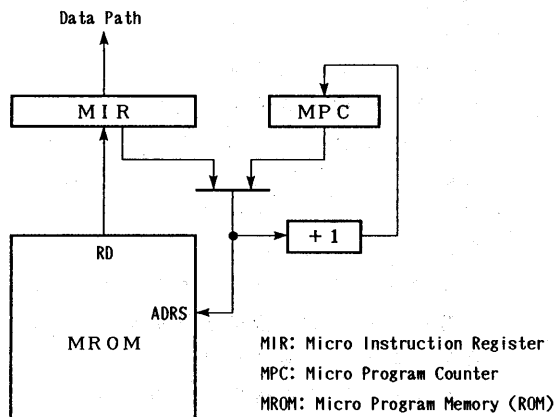 Data Path
MIR
MPC
+1
RD
ADRS
MROM
MIR: Micro Instruction Register
MPC: Micro Program Counter
MROM: Micro Program Memory (ROM)